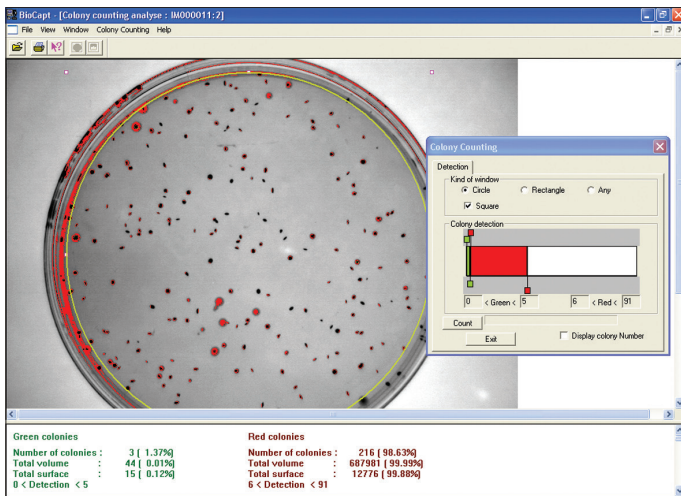 BioCapt - [Colony counting analyse : IM000011:2]
File View Window Colony Counting Help
Colony Counting
Detection
Kind of window
Circle Rectangle Any
Square
Colony detection
0 < Green < 5 6 < Red < 91
Count
Exit Display colony Number
Green colonies Red colonies
Number of colonies : 3 ( 1.37%) Number of colonies : 216 ( 98.63%)
Total volume : 44 ( 0.01%) Total volume : 687981 ( 99.99%)
Total surface : 15 ( 0.12%) Total surface : 12776 ( 99.88%)
0 < Detection < 5 6 < Detection < 91